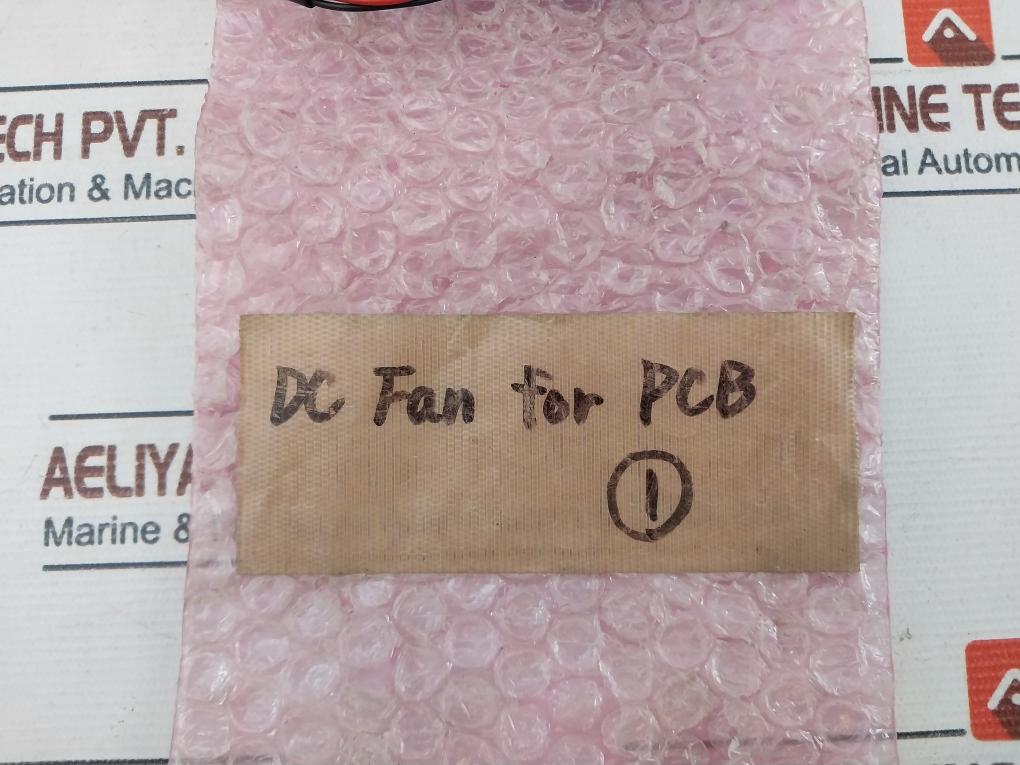 ECH PVT.
ation & Mac
INE TE
al Autom
DC Fan for PCB
①
AELIYA
Marine &